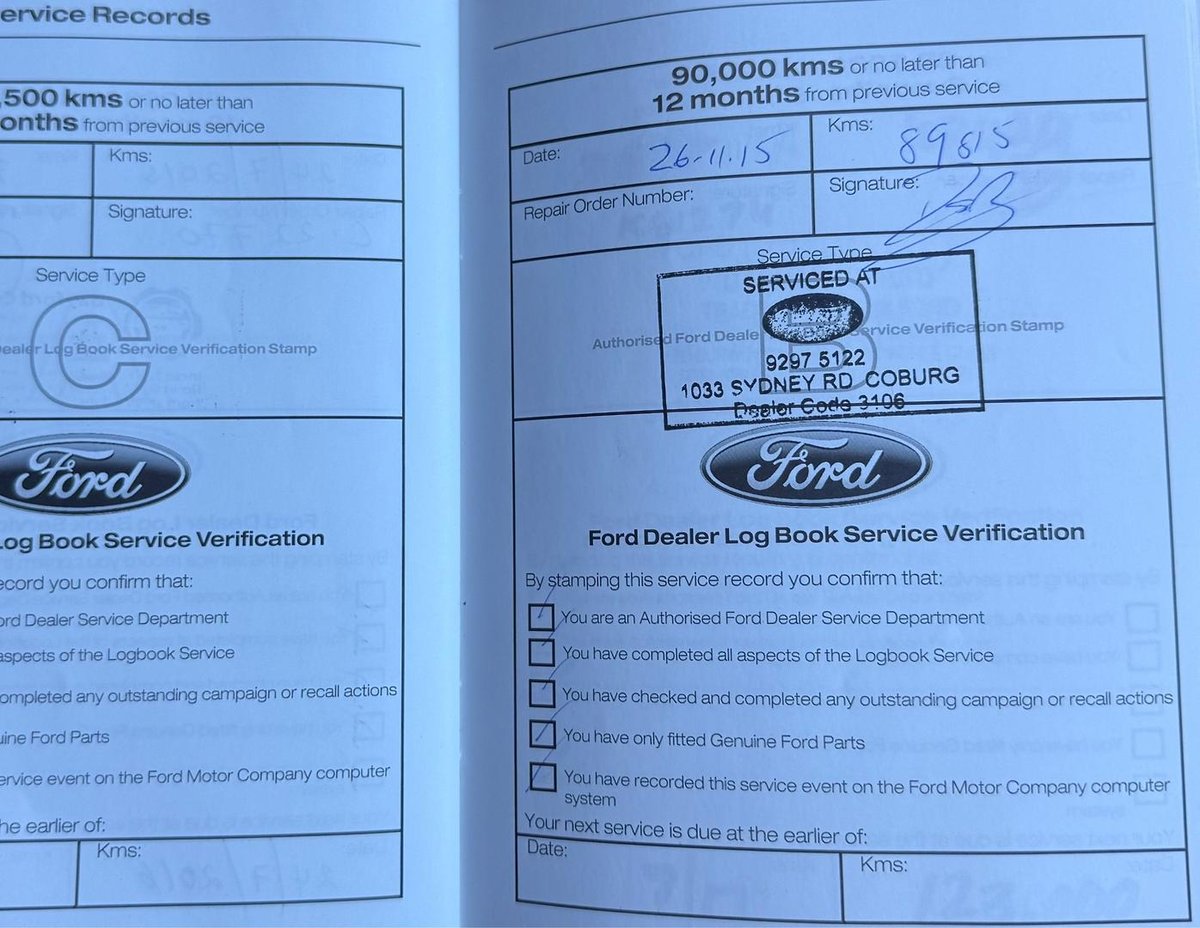 ervice Records
,500 kms or no later than
onths from previous service
Kms:
Signature:
Service Type
C
ealer Log Book Service Verification Stamp
Ford
Log Book Service Verification
ecord you confirm that:
ord Dealer Service Department
aspects of the Logbook Service
ompleted any outstanding campaign or recall actions
uine Ford Parts
ervice event on the Ford Motor Company computer
he earlier of:
Kms:
90,000 kms or no later than
12 months from previous service
Date: 26-11-15
Kms: 89815
Repair Order Number:
Signature:
Service Type
SERVICED AT
B
Authorised Ford Deale ervice Verification Stamp
9297 5122
1033 SYDNEY RD COBURG
Dealer Code 3106
Ford
Ford Dealer Log Book Service Verification
By stamping this service record you confirm that:
You are an Authorised Ford Dealer Service Department
You have completed all aspects of the Logbook Service
You have checked and completed any outstanding campaign or recall actions
You have only fitted Genuine Ford Parts
You have recorded this service event on the Ford Motor Company computer
system
Your next service is due at the earlier of:
Date:
Kms: